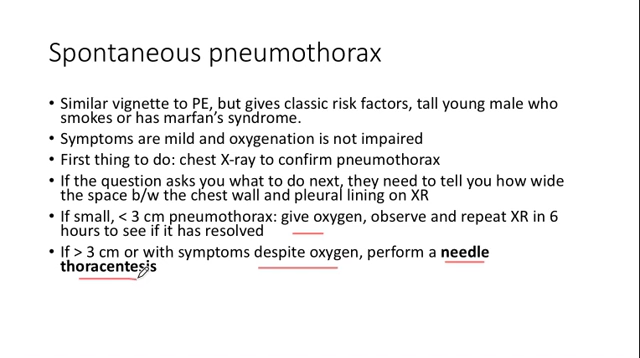 Spontaneous pneumothorax
• Similar vignette to PE, but gives classic risk factors, tall young male who
smokes or has marfan's syndrome.
• Symptoms are mild and oxygenation is not impaired
• First thing to do: chest X-ray to confirm pneumothorax
• If the question asks you what to do next, they need to tell you how wide
the space b/w the chest wall and pleural lining on XR
• If small, < 3 cm pneumothorax: give oxygen, observe and repeat XR in 6
hours to see if it has resolved
• If > 3 cm or with symptoms despite oxygen, perform a needle
thoracentesis